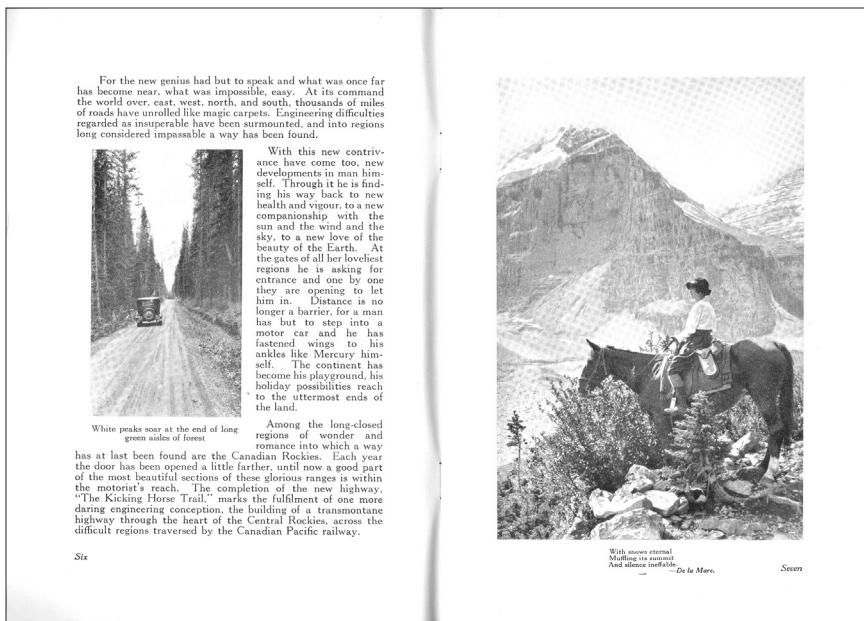 For the new genius had but to speak and what was once far
has become near, what was impossible, easy. At its command
the world over, east, west, north, and south, thousands of miles
of roads have unrolled like magic carpets. Engineering difficulties
regarded as insuperable have been surmounted, and into regions
long considered impassable a way has been found.
With this new contriv-
ance have come too, new
developments in man him-
self. Through it he is find-
ing his way back to new
health and vigour, to a new
companionship with the
sun and the wind and the
sky, to a new love of the
beauty of the Earth. At
the gates of all her loveliest
regions he is asking for
entrance and one by one
they are opening to let
him in. Distance is no
longer a barrier, for a man
has but to step into a
motor car and he has
fastened wings to his
ankles like Mercury him-
self. The continent has
become his playground, his
holiday possibilities reach
to the uttermost ends of
the land.
White peaks soar at the end of long
green aisles of forest
Among the long-closed
regions of wonder and
romance into which a way
has at last been found are the Canadian Rockies. Each year
the door has been opened a little farther, until now a good part
of the most beautiful sections of these glorious ranges is within
the motorist's reach. The completion of the new highway,
"The Kicking Horse Trail," marks the fulfilment of one more
daring engineering conception, the building of a transmontane
highway through the heart of the Central Rockies, across the
difficult regions traversed by the Canadian Pacific railway.
Six
With snows eternal
Muffling its summit
And silence ineffable.
—De la Mare.
Seven